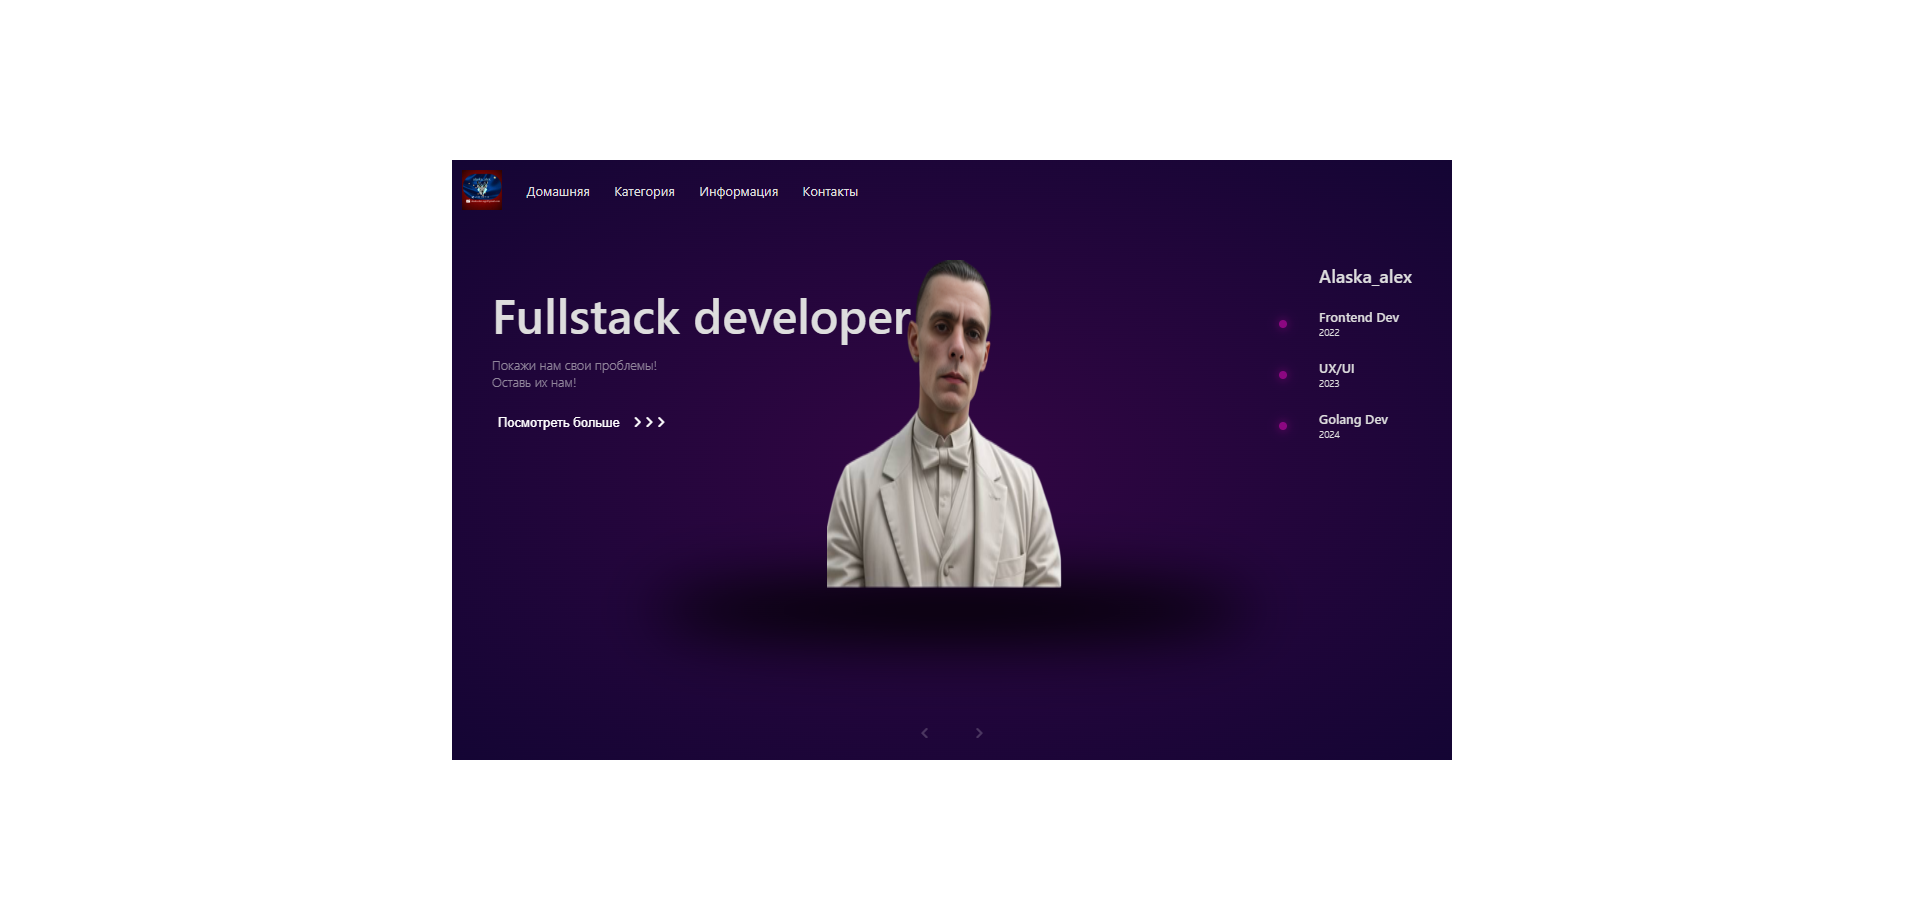 Домашняя Категория Информация Контакты
Fullstack developer
Покажи нам свои проблемы!
Оставь их нам!
Посмотреть больше
Alaska_alex
Frontend Dev
2022
UX/UI
2023
Golang Dev
2024